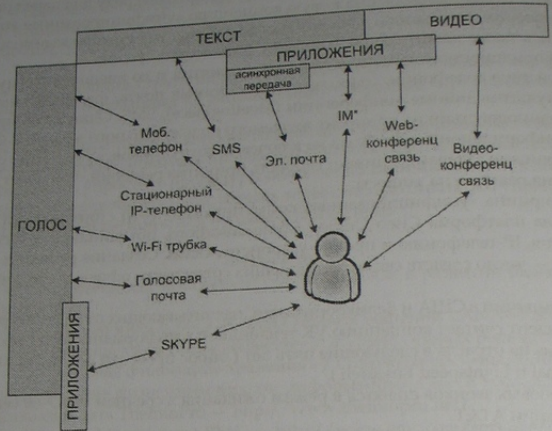 ТЕКСТ
ВИДЕО
ПРИЛОЖЕНИЯ
асинхронная
передача
ГОЛОС
Моб.
телефон
SMS
Эл. почта
IM*
Web-
конференц
связь
Видео-
конференц
связь
Стационарный
IP-телефон
Wi-Fi трубка
Голосовая
почта
SKYPE
ПРИЛОЖЕНИЯ